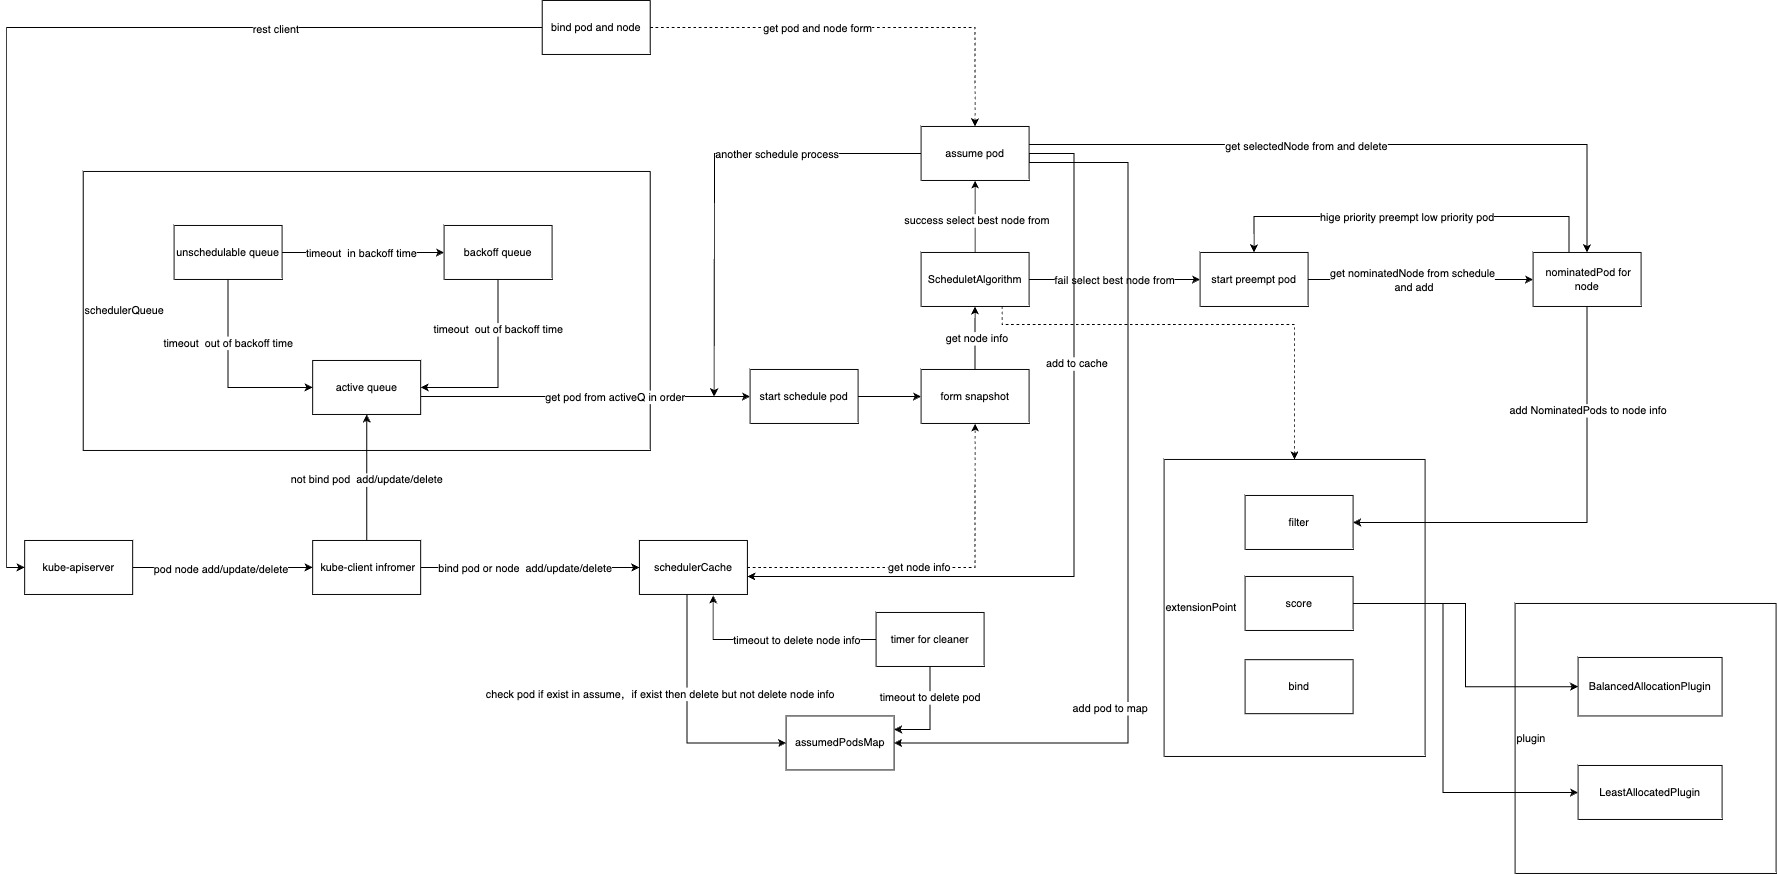 bind pod and node
rest client
get pod and node form
assume pod
another schedule process
get selectedNode from and delete
success select best node from
hige priority preempt low priority pod
unschedulable queue
timeout  in backoff time
backoff queue
ScheduletAlgorithm
fail select best node from
start preempt pod
get nominatedNode from schedule
and add
nominatedPod for
node
schedulerQueue
timeout  out of backoff time
timeout  out of backoff time
get node info
add to cache
active queue
get pod from activeQ in order
start schedule pod
form snapshot
add NominatedPods to node info
not bind pod  add/update/delete
filter
kube-apiserver
pod node add/update/delete
kube-client infromer
bind pod or node  add/update/delete
schedulerCache
get node info
extensionPoint
score
timeout to delete node info
timer for cleaner
bind
BalancedAllocationPlugin
check pod if exist in assume，if exist then delete but not delete node info
timeout to delete pod
add pod to map
assumedPodsMap
plugin
LeastAllocatedPlugin